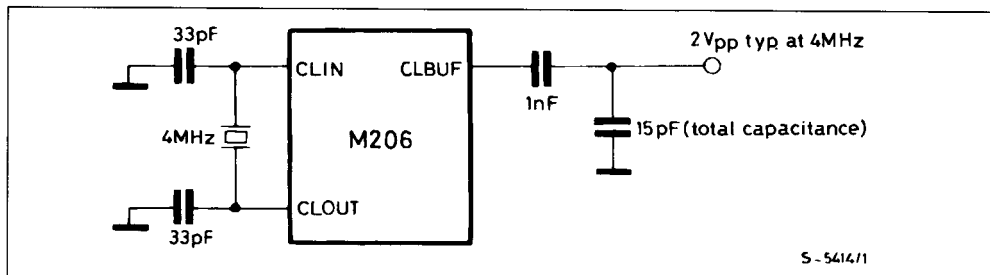 33pF
2Vpp typ at 4MHz
CLIN
CLBUF
1nF
4MHz
M206
15pF (total capacitance)
CLOUT
33pF
S-5414/1